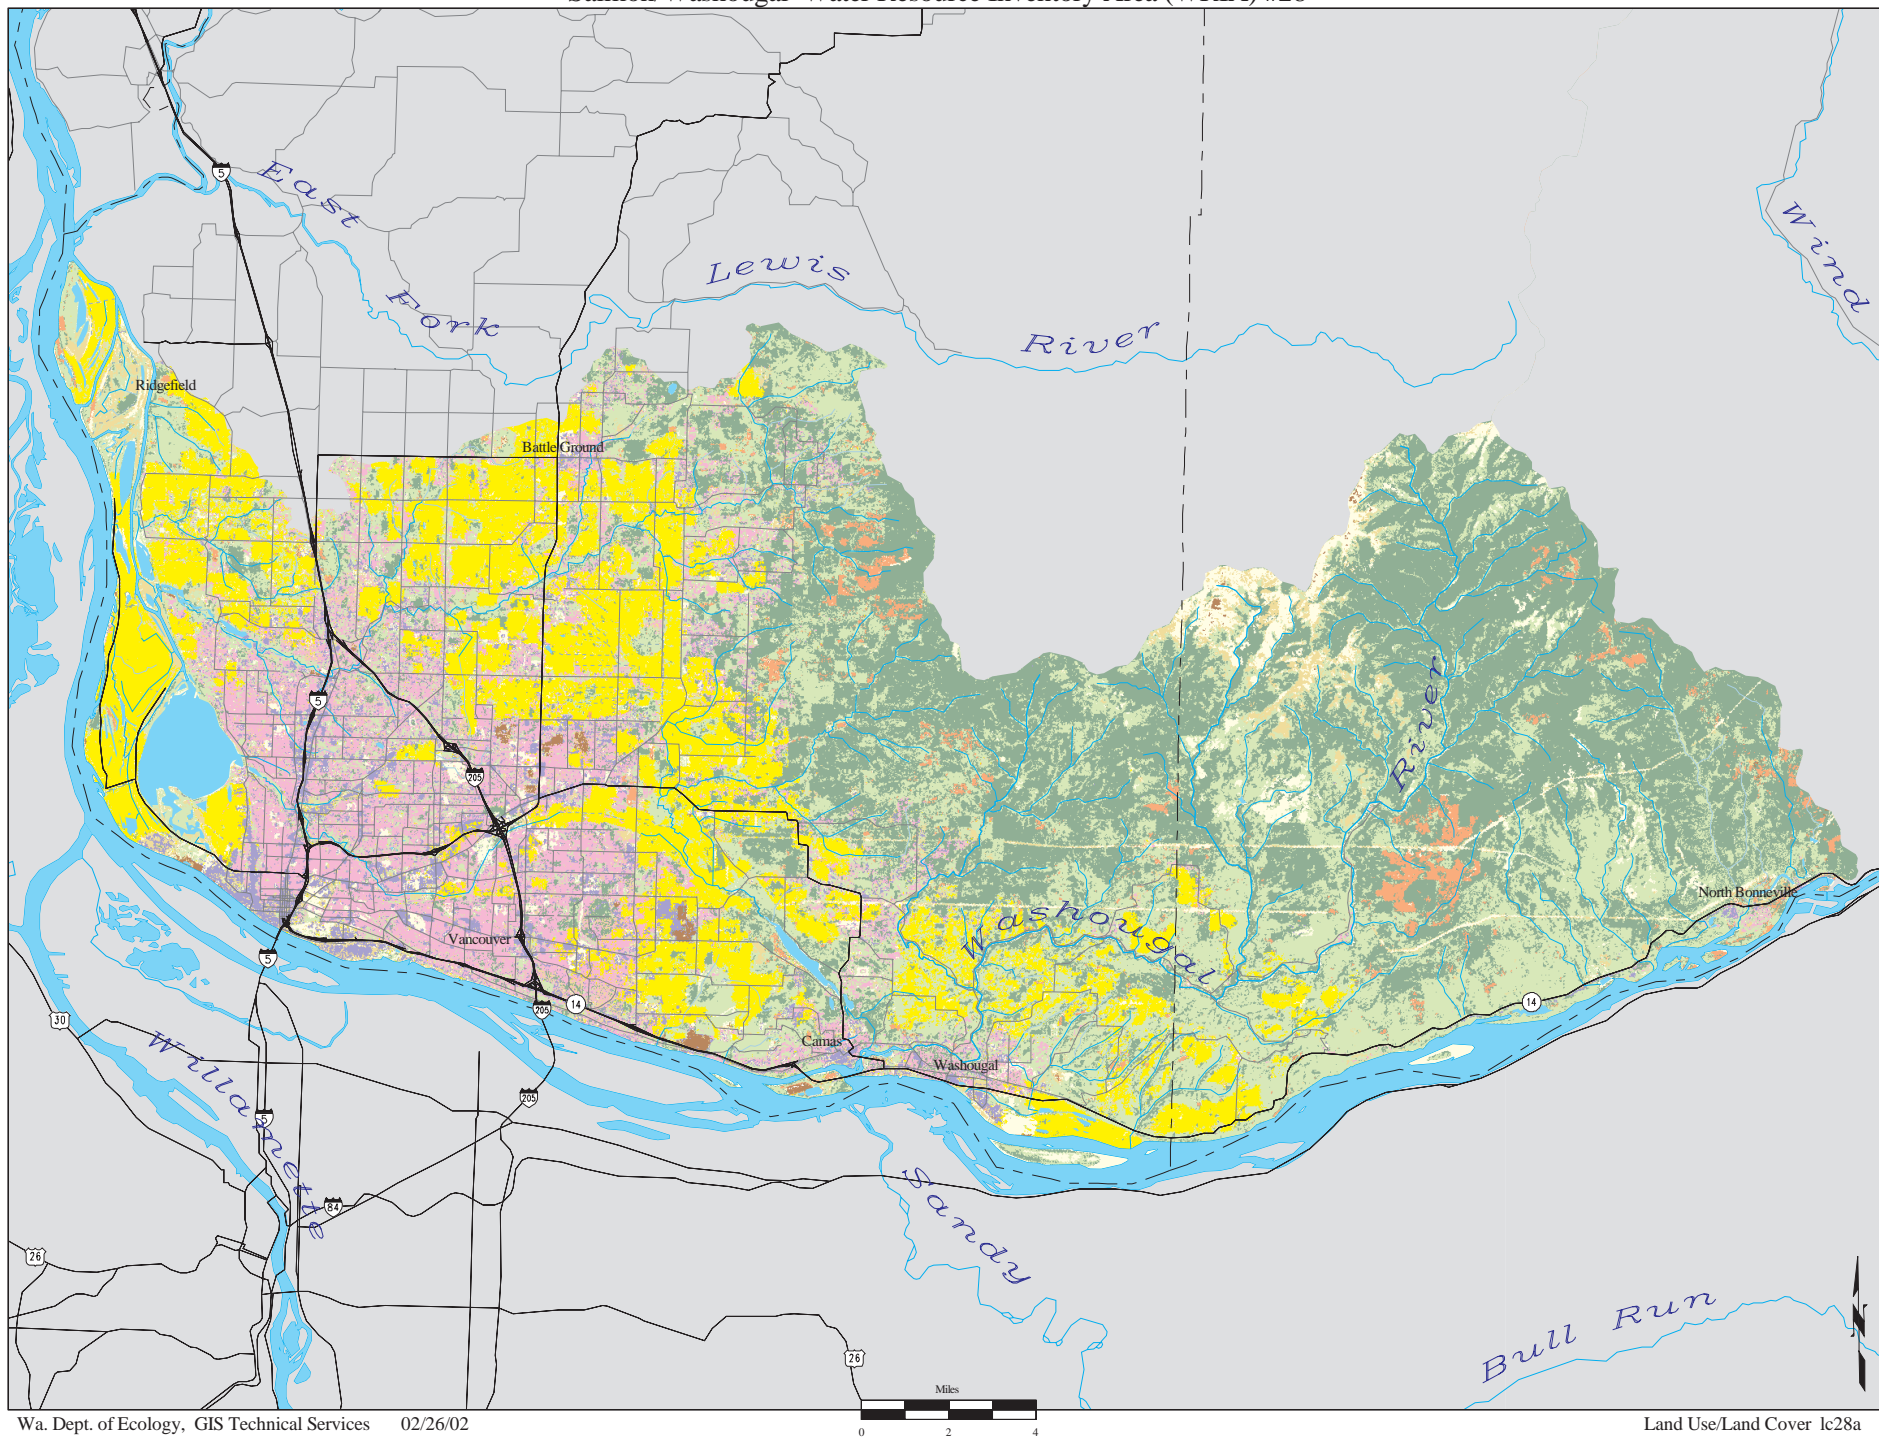 Salmon/Washougal Water Resource Inventory Area (WRIA) #28
5
East
Fork
Lewis
River
Wind
Ridgefield
Battle Ground
5
205
River
Washougal
North Bonneville
Vancouver
5
205
14
14
30
Camas
Washougal
Willamette
205
5
84
Sandy
26
26
Bull Run
N
Miles
0 2 4
Wa. Dept. of Ecology, GIS Technical Services 02/26/02
Land Use/Land Cover lc28a